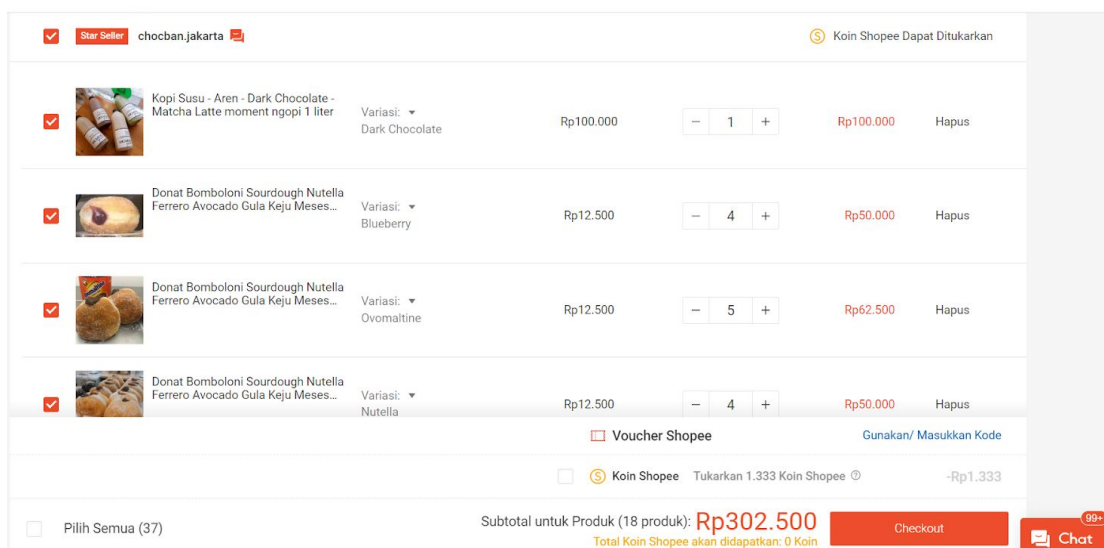 Star Seller chocban.jakarta Koin Shopee Dapat Ditukarkan
Kopi Susu - Aren - Dark Chocolate -
Matcha Latte moment ngopi 1 liter
Variasi:
Dark Chocolate
Rp100.000 − 1 + Rp100.000 Hapus
Donat Bomboloni Sourdough Nutella
Ferrero Avocado Gula Keju Meses...
Variasi:
Blueberry
Rp12.500 − 4 + Rp50.000 Hapus
Donat Bomboloni Sourdough Nutella
Ferrero Avocado Gula Keju Meses...
Variasi:
Ovomaltine
Rp12.500 − 5 + Rp62.500 Hapus
Donat Bomboloni Sourdough Nutella
Ferrero Avocado Gula Keju Meses...
Variasi:
Nutella
Rp12.500 − 4 + Rp50.000 Hapus
Voucher Shopee Gunakan/ Masukkan Kode
Koin Shopee Tukarkan 1.333 Koin Shopee ? -Rp1.333
Pilih Semua (37) Subtotal untuk Produk (18 produk): Rp302.500 Checkout
Total Koin Shopee akan didapatkan: 0 Koin
99+
Chat